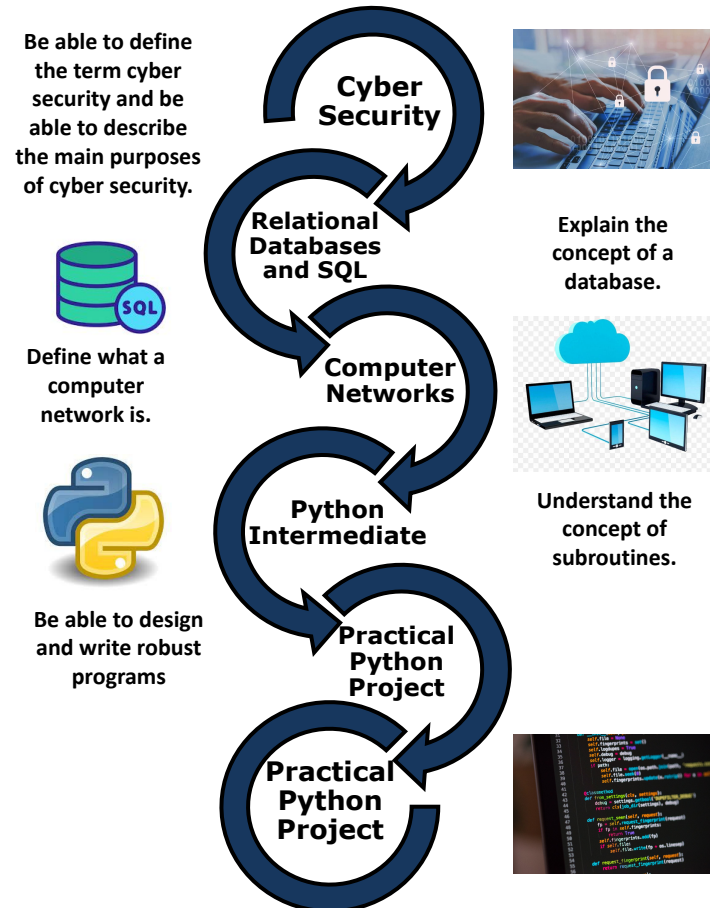 Be able to define
the term cyber
security and be
able to describe
the main purposes
of cyber security.
Cyber
Security
Relational
Databases
and SQL
Explain the
concept of a
database.
SQL
Define what a
computer
network is.
Computer
Networks
Python
Intermediate
Understand the
concept of
subroutines.
Be able to design
and write robust
programs
Practical
Python
Project
Practical
Python
Project